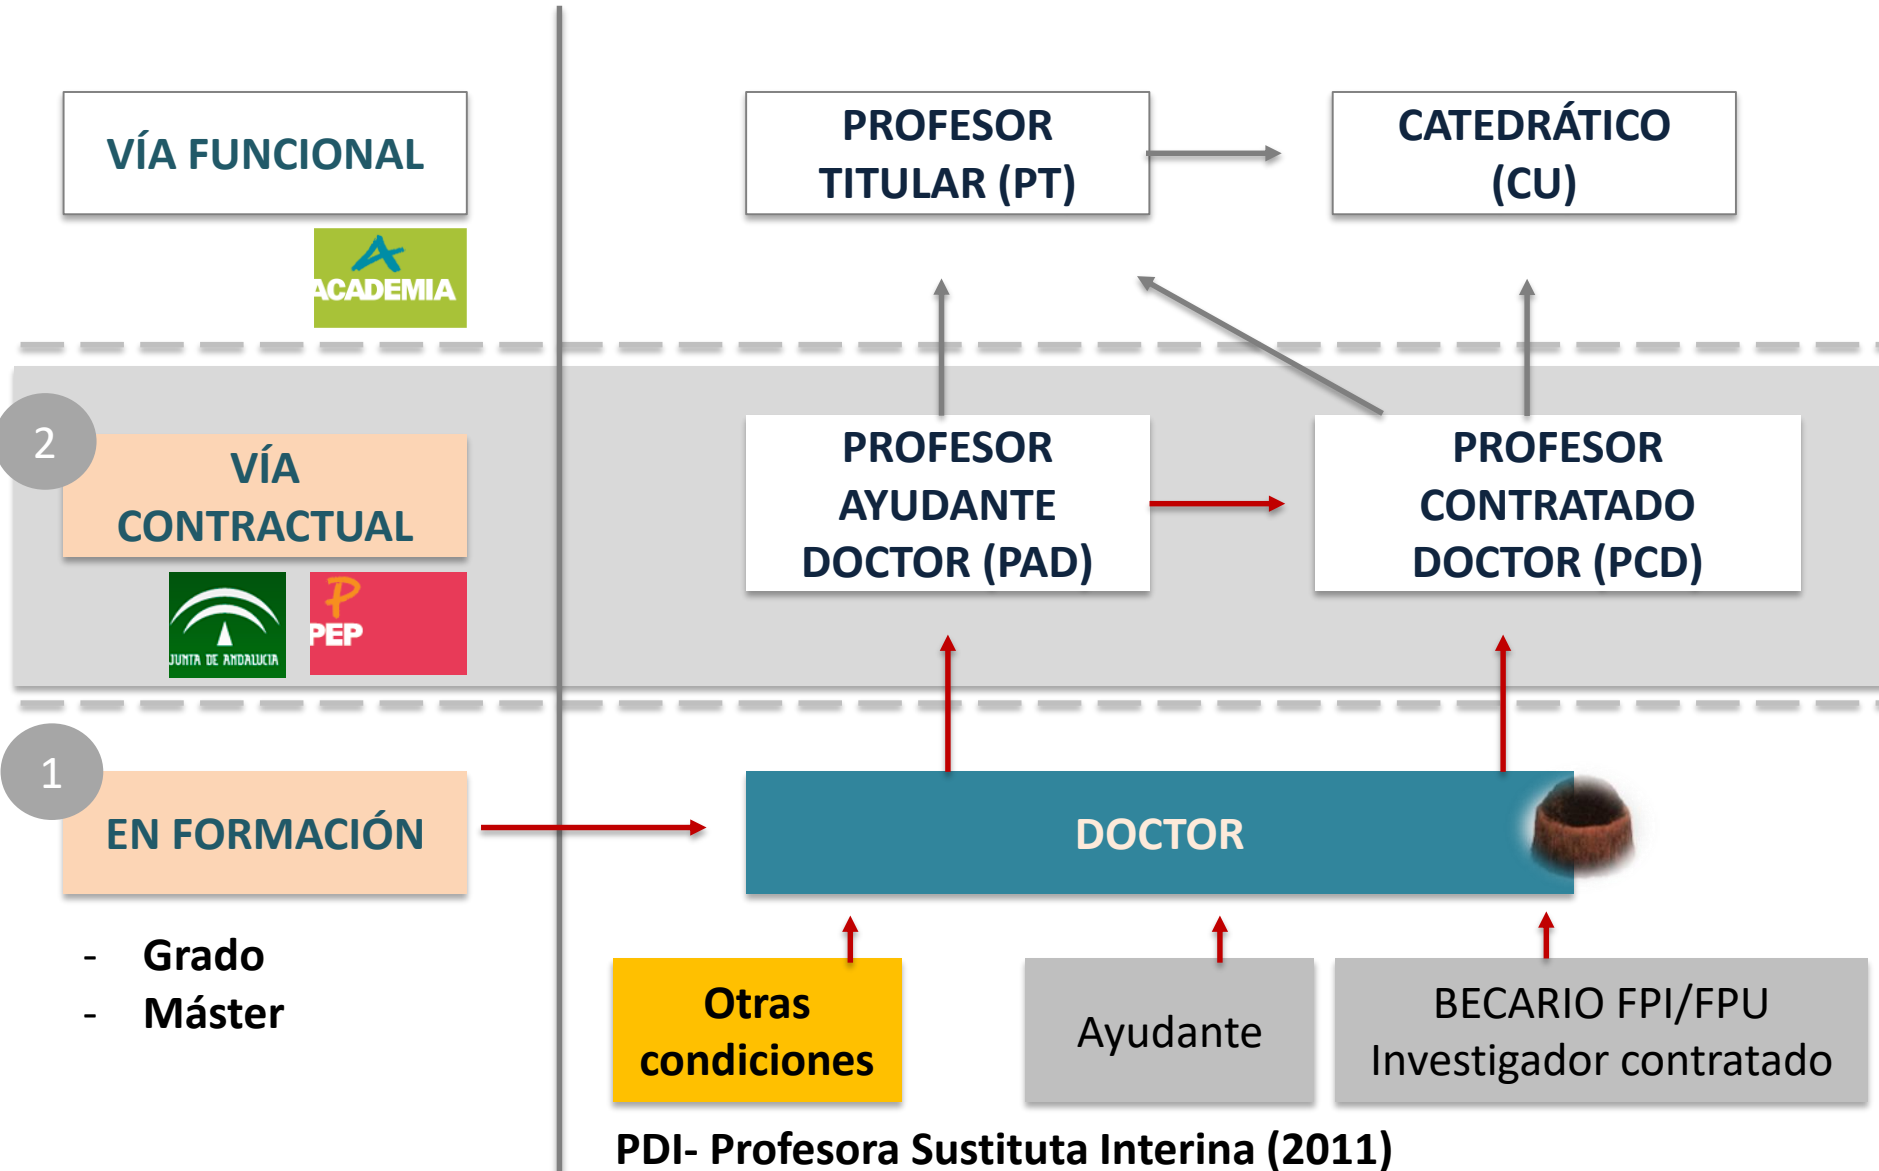 VÍA FUNCIONAL
PROFESOR
TITULAR (PT)
CATEDRÁTICO
(CU)
ACADEMIA
2
VÍA
CONTRACTUAL
PROFESOR
AYUDANTE
DOCTOR (PAD)
PROFESOR
CONTRATADO
DOCTOR (PCD)
JUNTA DE ANDALUCIA
P
PEP
1
EN FORMACIÓN
DOCTOR
- Grado
- Máster
Otras
condiciones
Ayudante
BECARIO FPI/FPU
Investigador contratado
PDI- Profesora Sustituta Interina (2011)